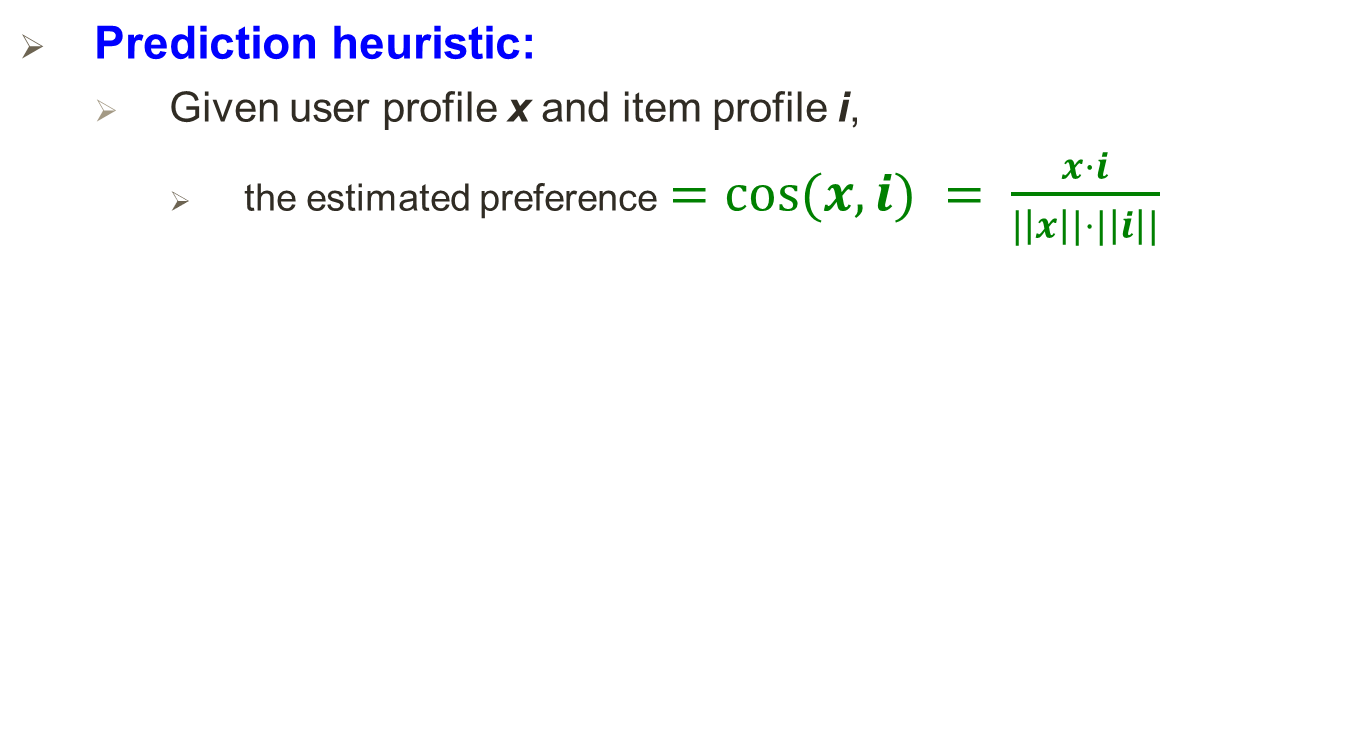 ➢ Prediction heuristic:
➢ Given user profile x and item profile i,
➢ the estimated preference = cos(x, i) = x·i / ||x||·||i||